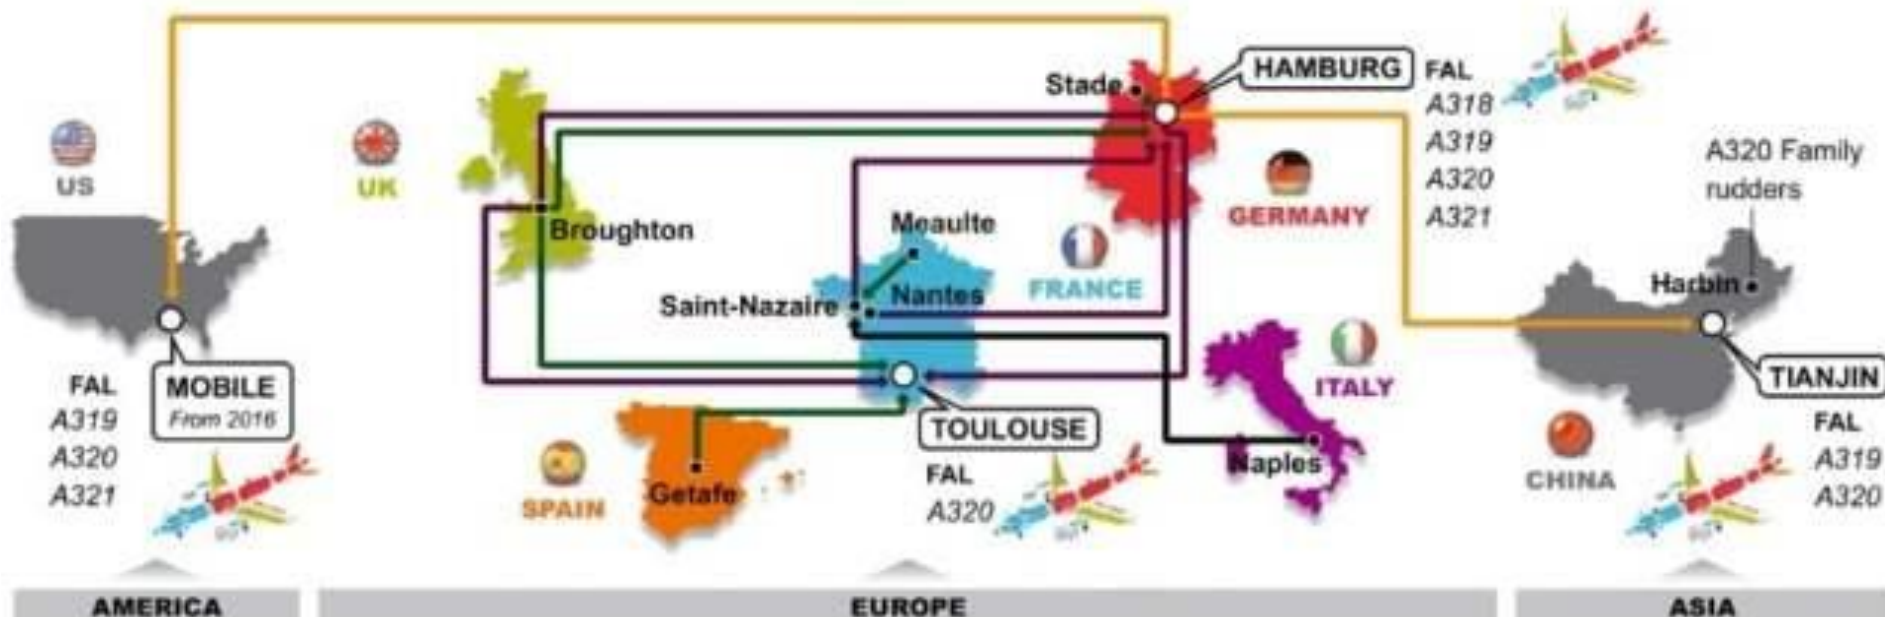 US
FAL
A319
A320
A321
MOBILE
From 2016
AMERICA
UK
Broughton
Stade
HAMBURG
FAL
A318
A319
A320
A321
GERMANY
Meaulte
Saint-Nazaire
Nantes
FRANCE
TOULOUSE
FAL
A320
SPAIN
Getafe
ITALY
Naples
EUROPE
A320 Family
rudders
Harbin
TIANJIN
FAL
A319
A320
CHINA
ASIA